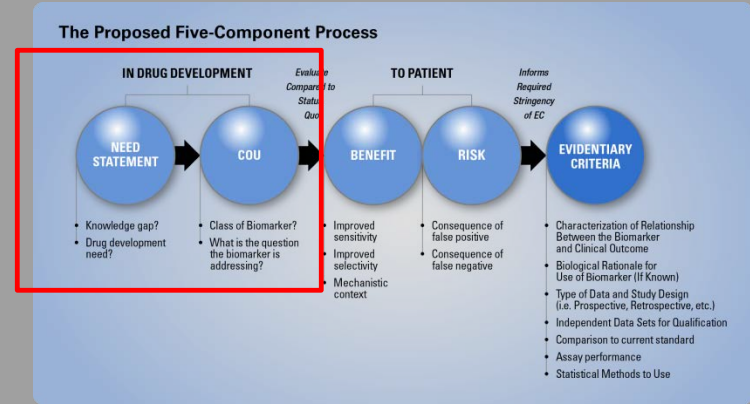 The Proposed Five-Component Process
IN DRUG DEVELOPMENT
Evaluate
Compared to
Status
Quo
TO PATIENT
Informs
Required
Stringency
of EC
NEED
STATEMENT
COU
BENEFIT
RISK
EVIDENTIARY
CRITERIA
• Knowledge gap?
• Drug development
need?
• Class of Biomarker?
• What is the question
the biomarker is
addressing?
• Improved
sensitivity
• Improved
selectivity
• Mechanistic
context
• Consequence of
false positive
• Consequence of
false negative
• Characterization of Relationship
Between the Biomarker
and Clinical Outcome
• Biological Rationale for
Use of Biomarker (If Known)
• Type of Data and Study Design
(i.e. Prospective, Retrospective, etc.)
• Independent Data Sets for Qualification
• Comparison to current standard
• Assay performance
• Statistical Methods to Use